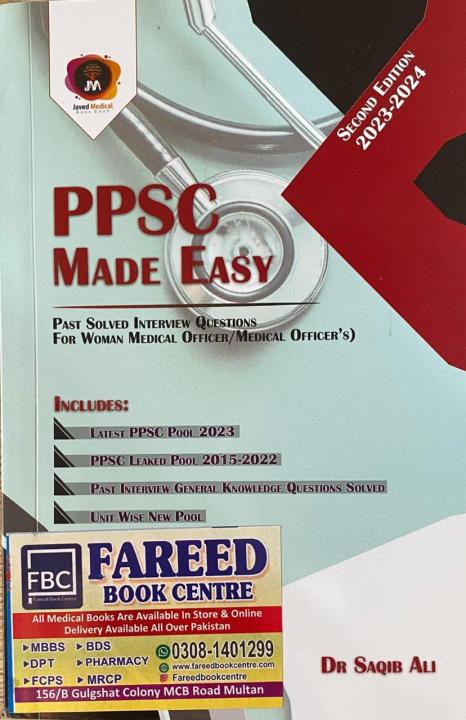 JM
Javed Medical
BOOK SHOP
SECOND EDITION
2023-2024
PPSC
MADE EASY
PAST SOLVED INTERVIEW QUESTIONS
FOR WOMAN MEDICAL OFFICER/MEDICAL OFFICER'S)
INCLUDES:
LATEST PPSC POOL 2023
PPSC LEAKED POOL 2015-2022
PAST INTERVIEW GENERAL KNOWLEDGE QUESTIONS SOLVED
UNIT WISE NEW POOL
FBC
Fareed Book Centre
FAREED
BOOK CENTRE
All Medical Books Are Available In Store & Online
Delivery Available All Over Pakistan
MBBS BDS
DPT PHARMACY
FCPS MRCP
0308-1401299
www.fareedbookcentre.com
Fareedbookcentre
156/B Gulgshat Colony MCB Road Multan
DR SAQIB ALI